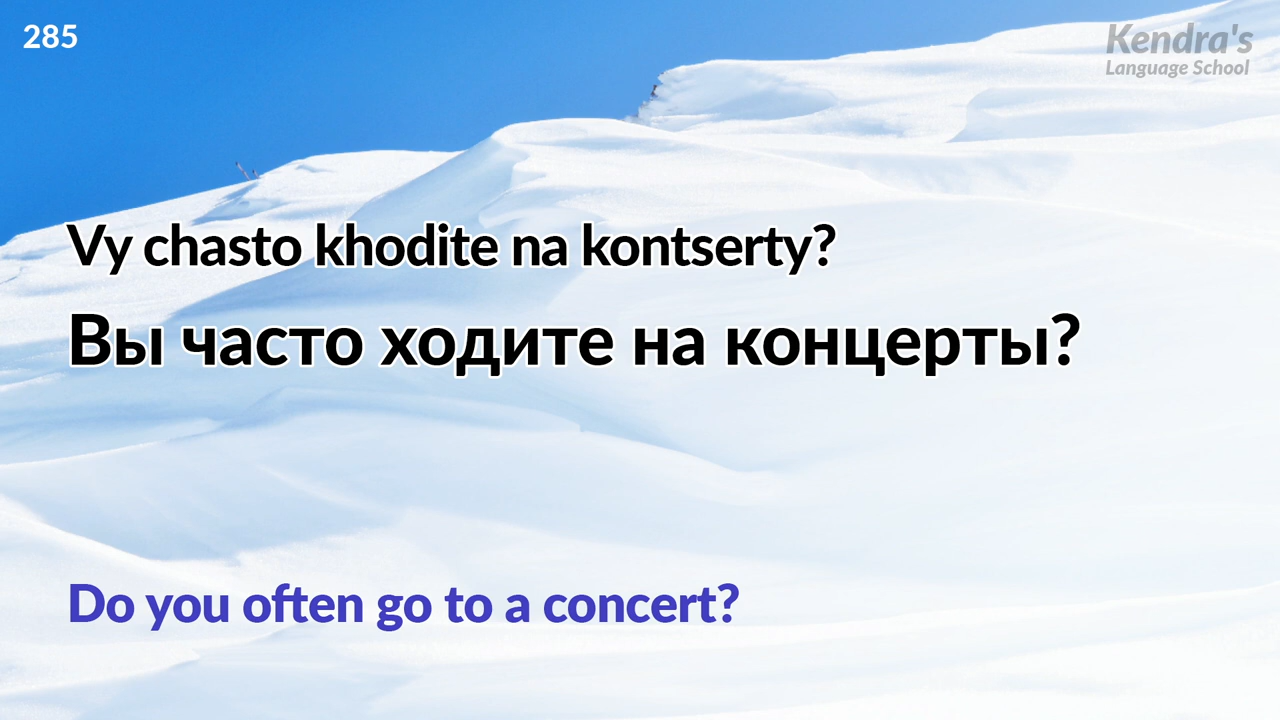 285
Kendra's
Language School
Vy chasto khodite na kontserty?
Вы часто ходите на концерты?
Do you often go to a concert?